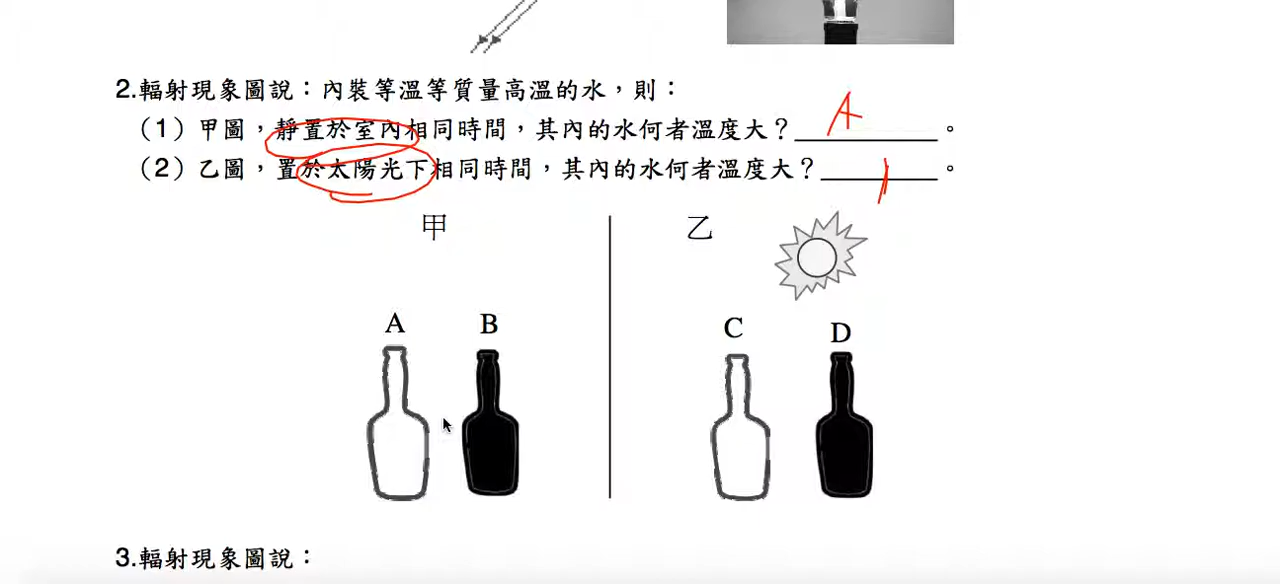 2.輻射現象圖說：內裝等溫等質量高溫的水，則：
（1）甲圖，靜置於室內相同時間，其內的水何者溫度大？A。
（2）乙圖，置於太陽光下相同時間，其內的水何者溫度大？。
甲 乙
A B C D
3.輻射現象圖說：